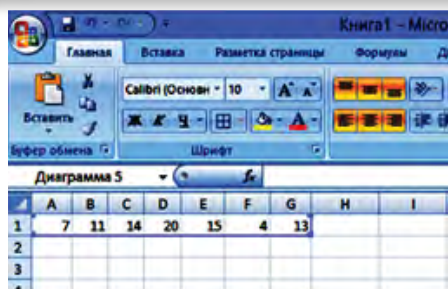 Книга1 - Micro
Главная Вставка Разметка страницы Формулы Д
Вставить
Calibri (Основн 10 A A
Ж К Ч A
Буфер обмена Шрифт
Диаграмма 5 fx
A B C D E F G H I
1 7 11 14 20 15 4 13
2
3